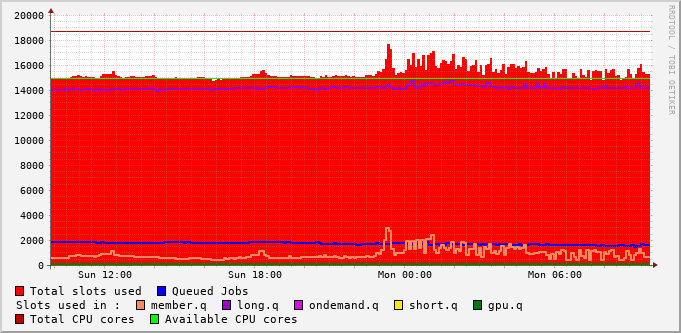 20000
18000
16000
14000
12000
10000
8000
6000
4000
2000
0
Sun 12:00 Sun 18:00 Mon 00:00 Mon 06:00
RRDTOOL / TOBI OETIKER
Total slots used Queued Jobs
Slots used in : member.q long.q ondemand.q short.q gpu.q
Total CPU cores Available CPU cores